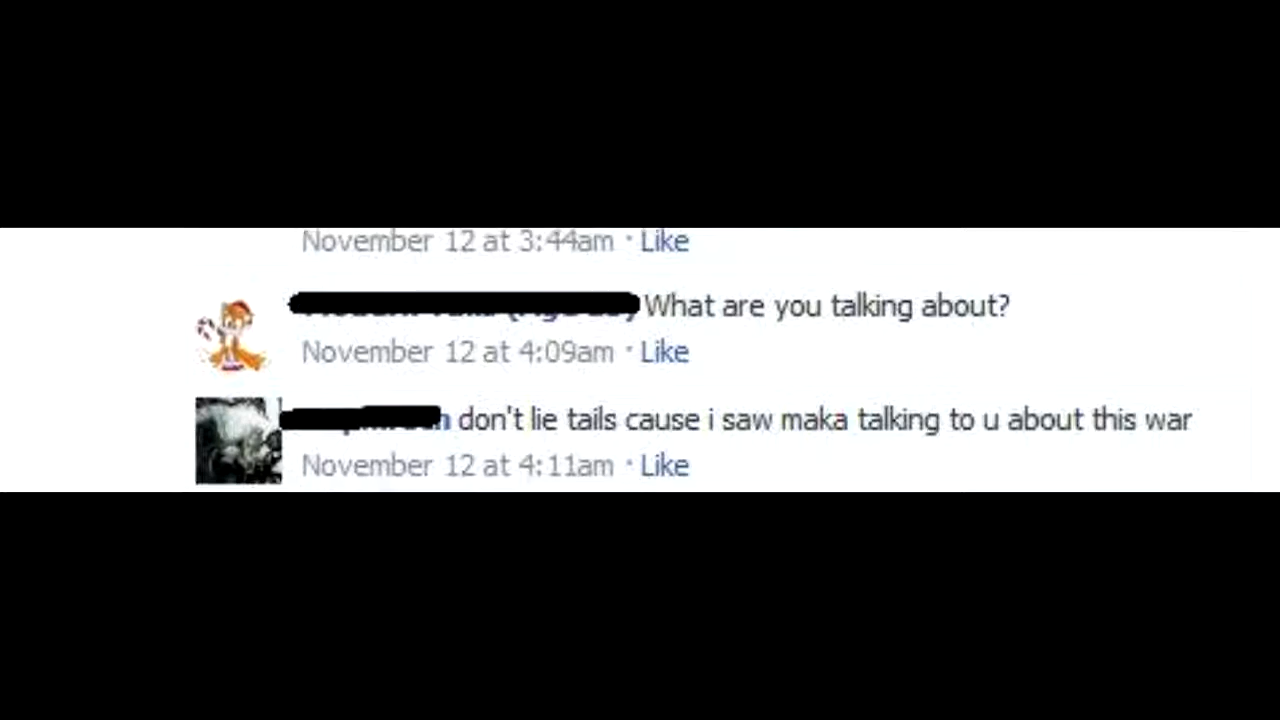 November 12 at 3:44am · Like
What are you talking about?
November 12 at 4:09am · Like
don't lie tails cause i saw maka talking to u about this war
November 12 at 4:11am · Like